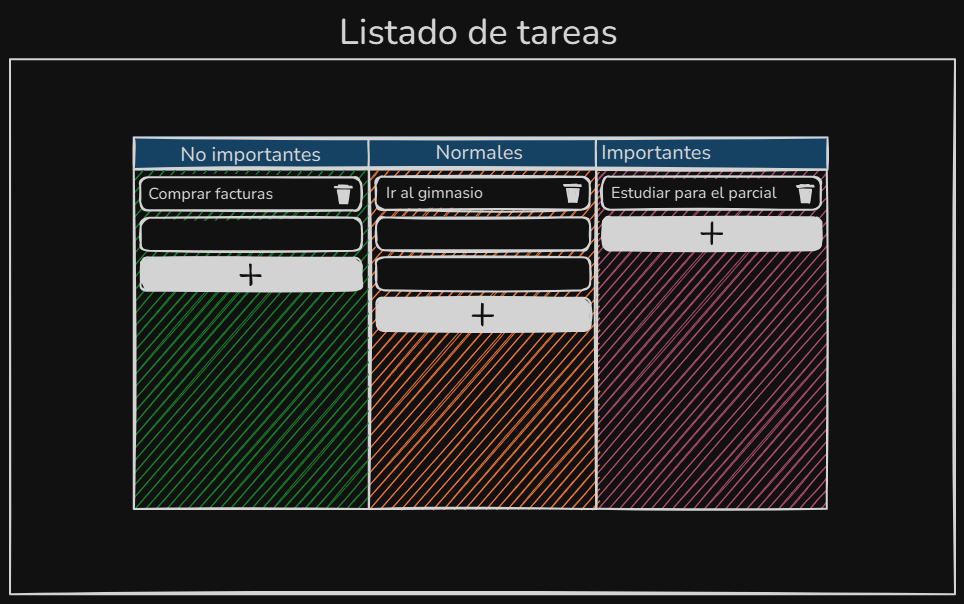 Listado de tareas
No importantes
Normales
Importantes
Comprar facturas
Ir al gimnasio
Estudiar para el parcial
+
+
+